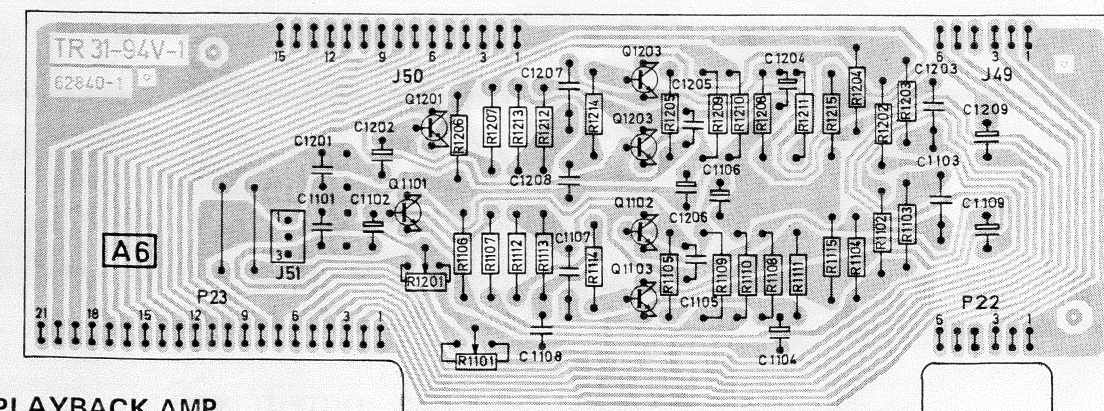 TR 31-94V-1
62840-1
15 12 9 6 3 1
J50
6 3 1
J49
Q1203
C1207
C1204
C1205
C1203
C1209
Q1201
C1202
C1201
R1206
R1207
R1213
R1212
R1214
Q1203
R1205
R1209
R1210
R1208
R1211
R1215
R1204
R1202
R1203
C1103
C1208
C1106
C1206
C1101
C1102
Q1101
Q1102
C1107
C1109
1
3
J51
A6
R1201
R1106
R1107
R1112
R1113
R1114
Q1103
R1105
C1105
R1109
R1110
R1108
R1111
R1115
R1104
R1102
R1103
P23
P22
21 18 15 12 9 6 3 1
6 3 1
R1101
C1108
C1104
PLAYBACK AMP